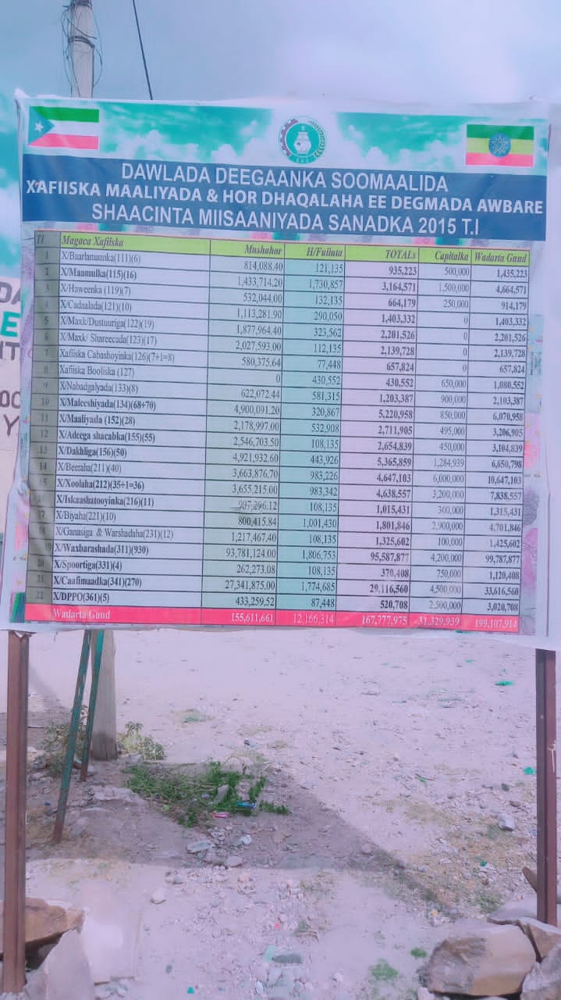 DAWLADA DEEGAANKA SOOMAALIDA
XAFIISKA MAALIYADA & HOR DHAQALAHA EE DEGMADA AWBARE
SHAACINTA MIISAANIYADA SANADKA 2015 T.I
TI Magaca Xafiiska Mushahar H/Fulinta TOTALs Capitalka Wadarta Guud
1 X/Baarlamaanka(111)(6) 814,088.40 121,135 935,223 500,000 1,435,223
2 X/Maamulka(115)(16) 1,433,714.20 1,730,857 3,164,571 1,500,000 4,664,571
3 X/Haweenka (119)(7) 532,044.00 132,135 664,179 250,000 914,179
4 X/Cadaalada(121)(10) 1,113,281.90 290,050 1,403,332 0 1,403,332
5 X/Maxk/Dustuuriga(122)(19) 1,877,964.40 323,562 2,201,526 0 2,201,526
6 X/Maxk/ Shareecada(123)(17) 2,027,593.00 112,135 2,139,728 0 2,139,728
7 Xafiiska Cabashoyinka(126)(7+1=8) 580,375.64 77,448 657,824 0 657,824
8 Xafiiska Booliska (127) 0 430,552 430,552 650,000 1,080,552
9 X/Nabadgalyada(133)(8) 622,072.44 581,315 1,203,387 900,000 2,103,387
10 X/Maleeshiyada(134)(68+70) 4,900,091.20 320,867 5,220,958 850,000 6,070,958
11 X/Maaliyada (152)(28) 2,178,997.00 532,908 2,711,905 495,000 3,206,905
12 X/Adeega shacabka(155)(55) 2,546,703.50 108,135 2,654,839 450,000 3,104,839
13 X/Dakhliga(156)(50) 4,921,932.60 443,926 5,365,859 1,284,939 6,650,798
14 X/Beeraha(211)(40) 3,663,876.70 983,226 4,647,103 6,000,000 10,647,103
15 X/Xoolaha(212)(35+1=36) 3,655,215.00 983,342 4,638,557 3,200,000 7,838,557
X/Iskaashatooyinka(216)(11) 907,296.12 108,135 1,015,431 300,000 1,315,431
X/Biyaha(221)(10) 800,415.84 1,001,430 1,801,846 2,900,000 4,701,846
X/Ganasiga & Warshadaha(231)(12) 1,217,467.40 108,135 1,325,602 100,000 1,425,602
X/Waxbarashada(311)(930) 93,781,124.00 1,806,753 95,587,877 4,200,000 99,787,877
20 X/Spoortiga(331)(4) 262,273.08 108,135 370,408 750,000 1,120,408
21 X/Caafimaadka(341)(270) 27,341,875.00 1,774,685 29,116,560 4,500,000 33,616,560
22 X/DPPO(361)(5) 433,259.52 87,448 520,708 2,500,000 3,020,708
Wadarta Guud 155,611,661 12,166,314 167,777,975 31,329,939 199,107,914